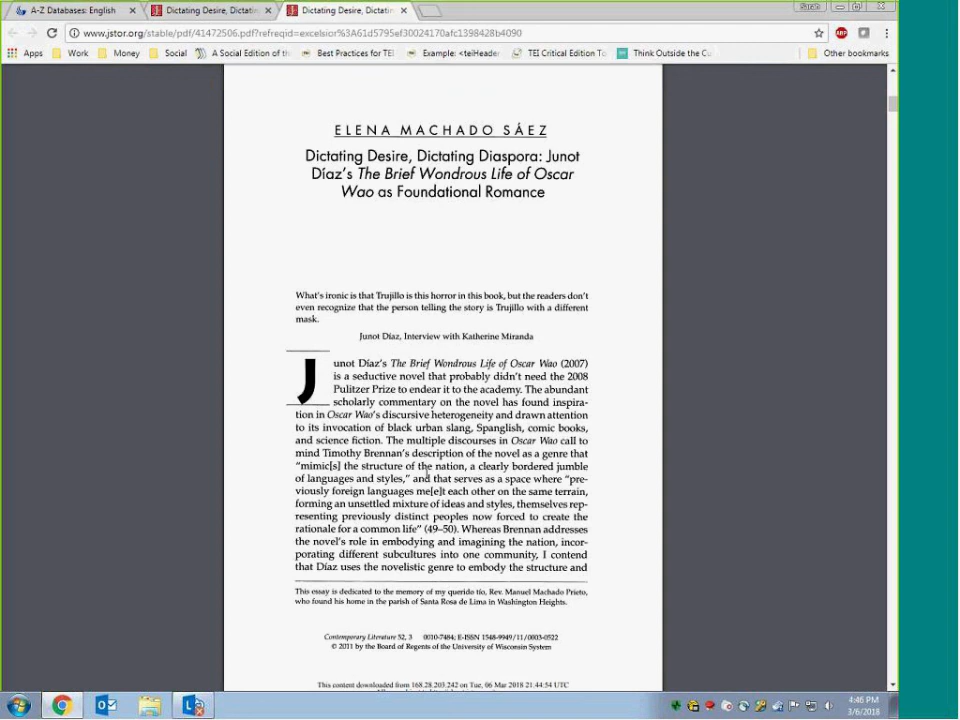 A-Z Databases: English
Dictating Desire, Dictatin
Dictating Desire, Dictatin
Sarah
www.jstor.org/stable/pdf/41472506.pdf?refreqid=excelsior%3A61d5795ef30024170afc1398428b4090
Apps Work Money Social A Social Edition of th Best Practices for TEI Example: <teiHeader TEI Critical Edition To Think Outside the Co Other bookmarks
ELENA MACHADO SÁEZ
Dictating Desire, Dictating Diaspora: Junot
Díaz's The Brief Wondrous Life of Oscar
Wao as Foundational Romance
What's ironic is that Trujillo is this horror in this book, but the readers don't
even recognize that the person telling the story is Trujillo with a different
mask.
Junot Díaz, Interview with Katherine Miranda
Junot Díaz's The Brief Wondrous Life of Oscar Wao (2007)
is a seductive novel that probably didn't need the 2008
Pulitzer Prize to endear it to the academy. The abundant
scholarly commentary on the novel has found inspira-
tion in Oscar Wao's discursive heterogeneity and drawn attention
to its invocation of black urban slang, Spanglish, comic books,
and science fiction. The multiple discourses in Oscar Wao call to
mind Timothy Brennan's description of the novel as a genre that
"mimic[s] the structure of the nation, a clearly bordered jumble
of languages and styles," and that serves as a space where "pre-
viously foreign languages me[e]t each other on the same terrain,
forming an unsettled mixture of ideas and styles, themselves rep-
resenting previously distinct peoples now forced to create the
rationale for a common life" (49–50). Whereas Brennan addresses
the novel's role in embodying and imagining the nation, incor-
porating different subcultures into one community, I contend
that Díaz uses the novelistic genre to embody the structure and
This essay is dedicated to the memory of my querido tío, Rev. Manuel Machado Prieto,
who found his home in the parish of Santa Rosa de Lima in Washington Heights.
Contemporary Literature 52, 3 0010-7484; E-ISSN 1548-9949/11/0003-0522
© 2011 by the Board of Regents of the University of Wisconsin System
This content downloaded from 168.28.203.242 on Tue, 06 Mar 2018 21:44:54 UTC
4:46 PM
3/6/2018